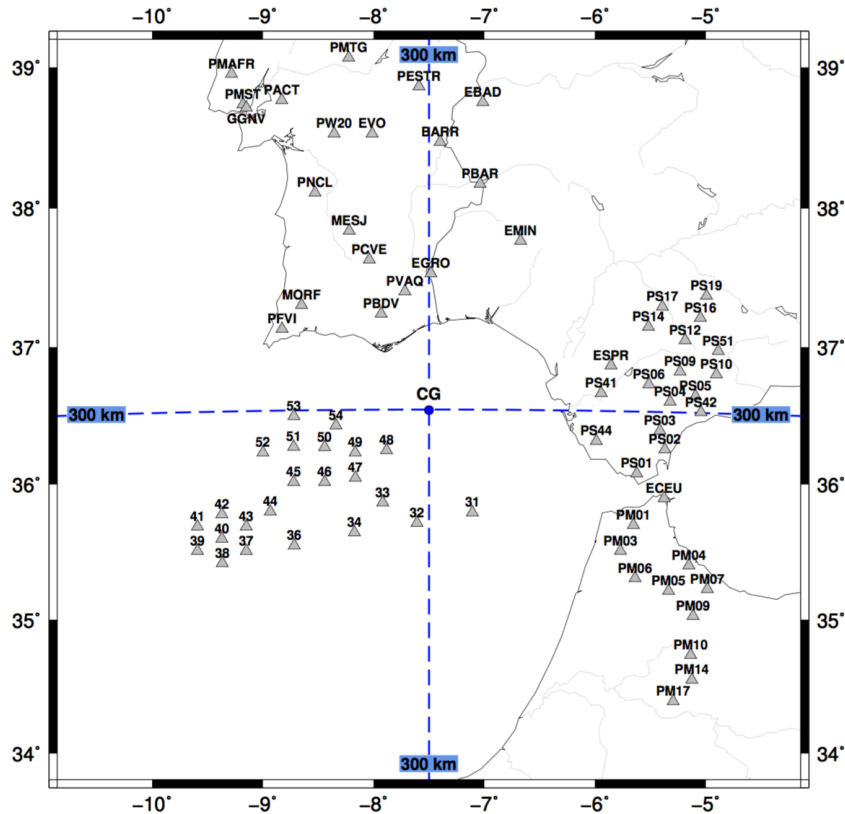 −10˚ −9˚ −8˚ −7˚ −6˚ −5˚
PMTG
300 km
39˚ PMAFR 39˚
PESTR
PMST PACT EBAD
GGNV
PW20 EVO
BARR
PBAR
PNCL
38˚ 38˚
MESJ
EMIN
PCVE
EGRO
PVAQ
PS19
MORF PBDV
PS17
PS16
PS14
PFVI
PS12
37˚ PS51 37˚
ESPR
PS09 PS10
PS06
PS41 PS05
PS04
CG
PS42
53
300 km 300 km
54
PS03
PS44
52 51 50 49 48
PS02
45 46 47
PS01
36˚ 36˚
ECEU
33
42 44 31
41 43 32 PM01
34
40
39 37 36 PM03
38
PM04
PM06
PM05 PM07
35˚ PM09 35˚
PM10
PM14
PM17
34˚ 300 km 34˚
−10˚ −9˚ −8˚ −7˚ −6˚ −5˚